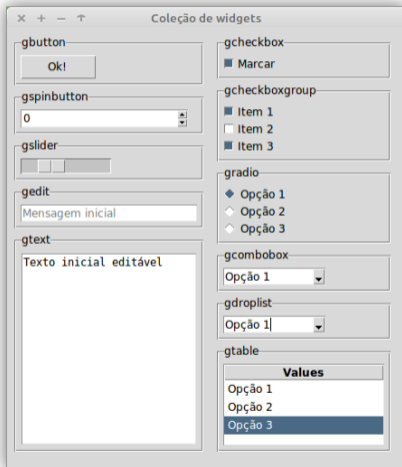 Coleção de widgets
gbutton
Ok!
gspinbutton
0
gslider
gedit
Mensagem inicial
gtext
Texto inicial editável
gcheckbox
Marcar
gcheckboxgroup
Item 1
Item 2
Item 3
gradio
Opção 1
Opção 2
Opção 3
gcombobox
Opção 1
gdroplist
Opção 1
gtable
Values
Opção 1
Opção 2
Opção 3